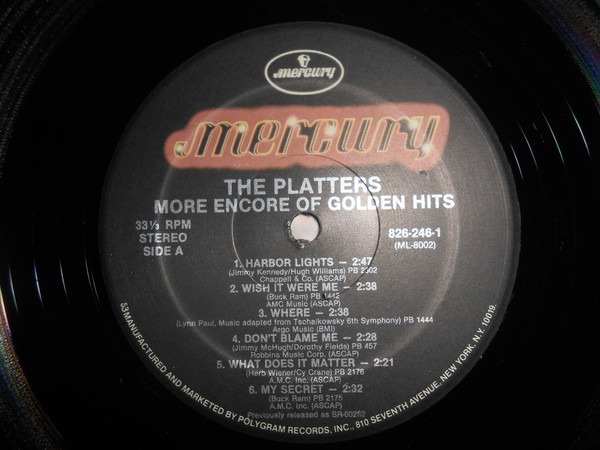 mercury
mercury
THE PLATTERS
MORE ENCORE OF GOLDEN HITS
33⅓ RPM
STEREO
SIDE A
826-246-1
(ML-8002)
1. HARBOR LIGHTS – 2:47
(Jimmy Kennedy/Hugh Williams) PB 2002
Chappell & Co. (ASCAP)
2. WISH IT WERE ME – 2:38
(Buck Ram) PB 1442
AMC Music (ASCAP)
3. WHERE – 2:38
(Lynn Paul, Music adapted from Tschaikowsky 6th Symphony) PB 1444
Argo Music (BMI)
4. DON'T BLAME ME – 2:28
(Jimmy McHugh/Dorothy Fields) PB 457
Robbins Music Corp. (ASCAP)
5. WHAT DOES IT MATTER – 2:21
(Herb Wiener/Cy Crane) PB 2176
A.M.C. Inc. (ASCAP)
6. MY SECRET – 2:32
(Buck Ram) PB 2175
A.M.C. Inc. (ASCAP)
Previously released as SR-60252
53 MANUFACTURED AND MARKETED BY POLYGRAM RECORDS, INC., 810 SEVENTH AVENUE, NEW YORK, N.Y. 10019.